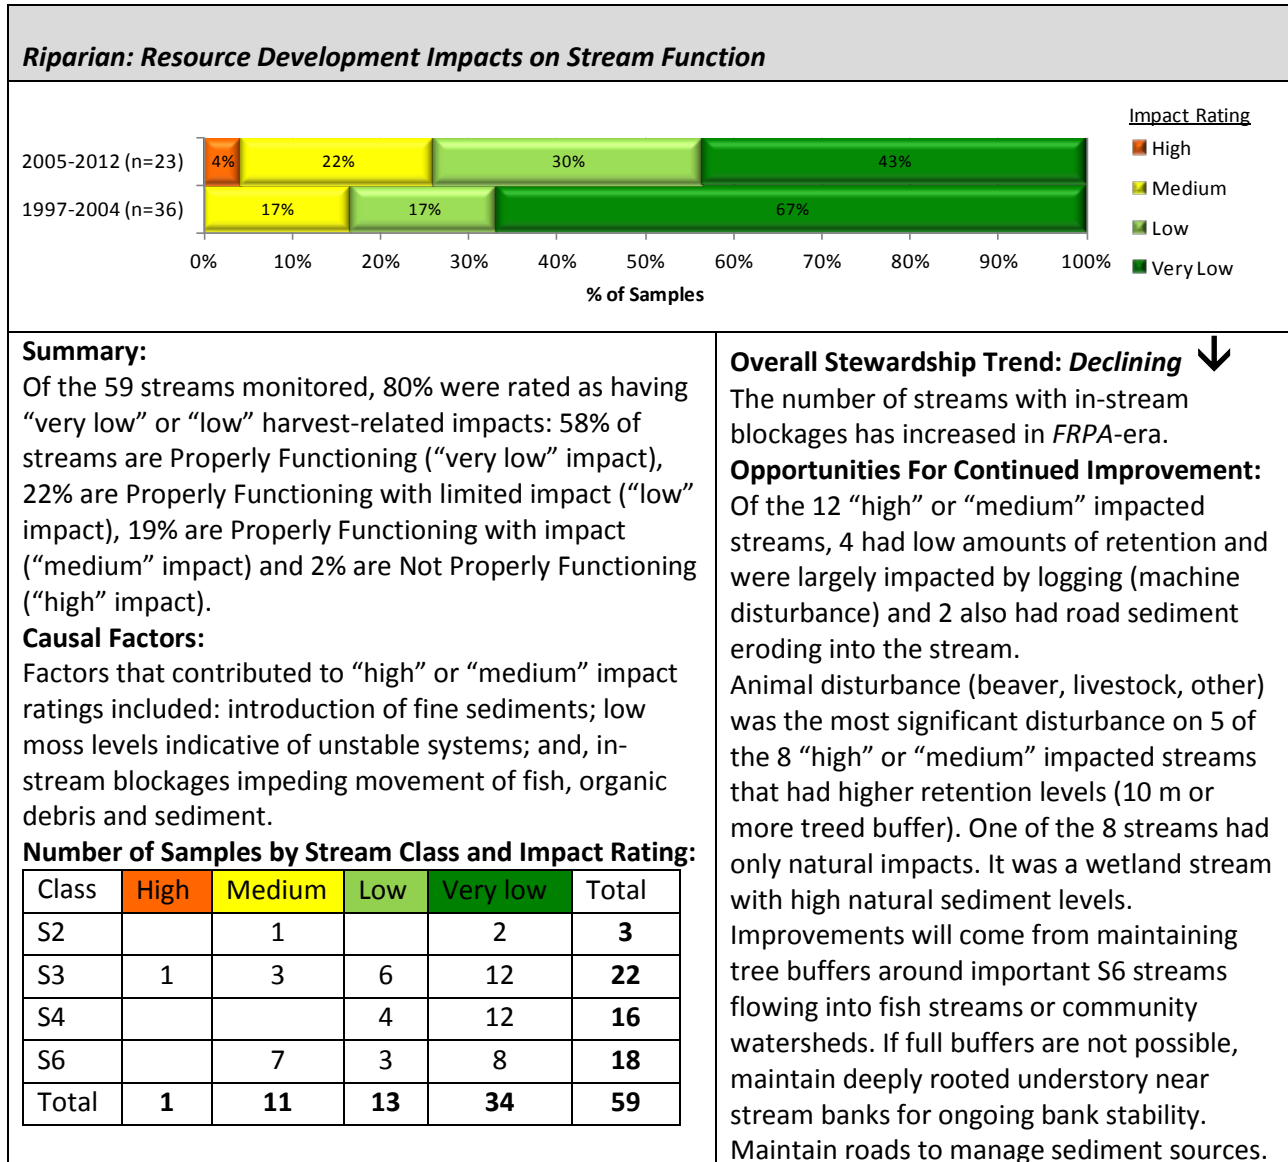 Riparian: Resource Development Impacts on Stream Function
Impact Rating
2005-2012 (n=23) 4% 22% 30% 43%
1997-2004 (n=36) 17% 17% 67%
High
Medium
Low
Very Low
0% 10% 20% 30% 40% 50% 60% 70% 80% 90% 100%
% of Samples
Summary:
Of the 59 streams monitored, 80% were rated as having
“very low” or “low” harvest-related impacts: 58% of
streams are Properly Functioning (“very low” impact),
22% are Properly Functioning with limited impact (“low”
impact), 19% are Properly Functioning with impact
(“medium” impact) and 2% are Not Properly Functioning
(“high” impact).
Causal Factors:
Factors that contributed to “high” or “medium” impact
ratings included: introduction of fine sediments; low
moss levels indicative of unstable systems; and, in-
stream blockages impeding movement of fish, organic
debris and sediment.
Number of Samples by Stream Class and Impact Rating:
Class High Medium Low Very low Total
S2 1 2 3
S3 1 3 6 12 22
S4 4 12 16
S6 7 3 8 18
Total 1 11 13 34 59
Overall Stewardship Trend: Declining ↓
The number of streams with in-stream
blockages has increased in FRPA-era.
Opportunities For Continued Improvement:
Of the 12 “high” or “medium” impacted
streams, 4 had low amounts of retention and
were largely impacted by logging (machine
disturbance) and 2 also had road sediment
eroding into the stream.
Animal disturbance (beaver, livestock, other)
was the most significant disturbance on 5 of
the 8 “high” or “medium” impacted streams
that had higher retention levels (10 m or
more treed buffer). One of the 8 streams had
only natural impacts. It was a wetland stream
with high natural sediment levels.
Improvements will come from maintaining
tree buffers around important S6 streams
flowing into fish streams or community
watersheds. If full buffers are not possible,
maintain deeply rooted understory near
stream banks for ongoing bank stability.
Maintain roads to manage sediment sources.